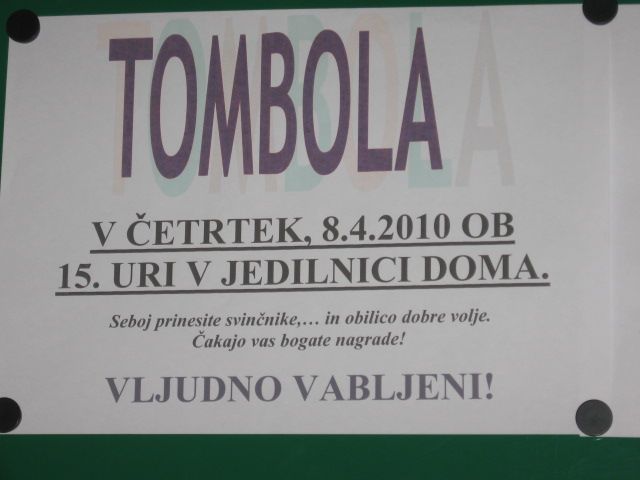 TOMBOLA
V ČETRTEK, 8.4.2010 OB
15. URI V JEDILNICI DOMA.
Seboj prinesite svinčnike,... in obilico dobre volje.
Čakajo vas bogate nagrade!
VLJUDNO VABLJENI!